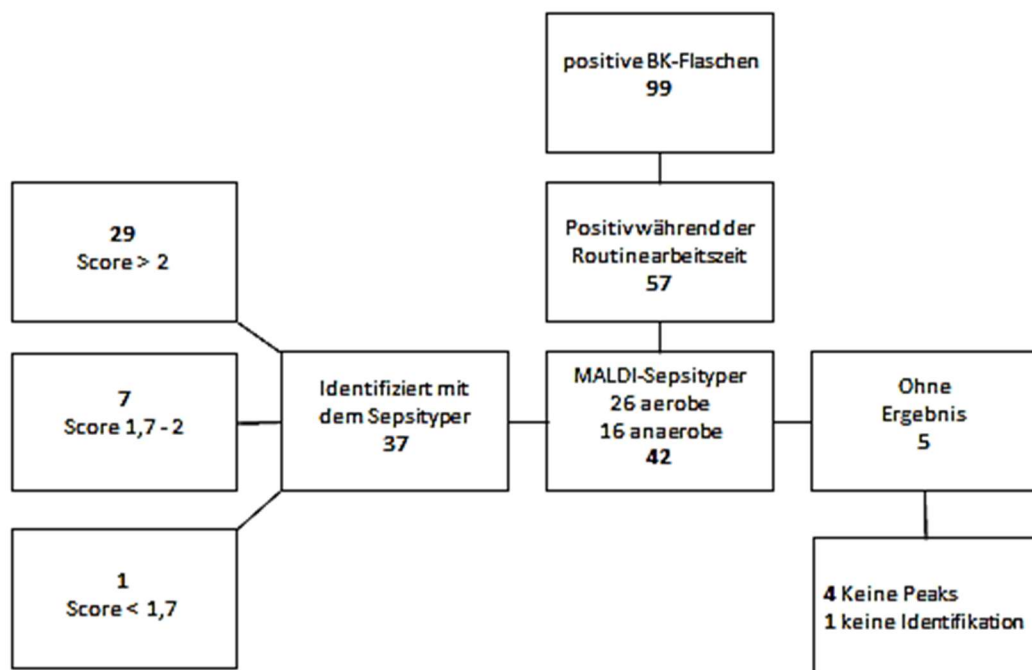 positive BK-Flaschen
99
Positiv während der
Routinearbeitszeit
57
29
Score > 2
7
Score 1,7 - 2
1
Score < 1,7
Identifiziert mit
dem Sepsityper
37
MALDI-Sepsityper
26 aerobe
16 anaerobe
42
Ohne
Ergebnis
5
4 Keine Peaks
1 keine Identifikation